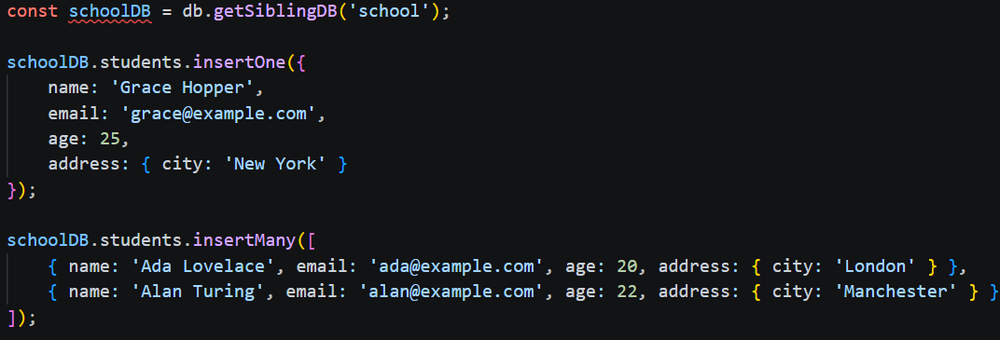 const schoolDB = db.getSiblingDB('school');

schoolDB.students.insertOne({
    name: 'Grace Hopper',
    email: 'grace@example.com',
    age: 25,
    address: { city: 'New York' }
});

schoolDB.students.insertMany([
    { name: 'Ada Lovelace', email: 'ada@example.com', age: 20, address: { city: 'London' } },
    { name: 'Alan Turing', email: 'alan@example.com', age: 22, address: { city: 'Manchester' } }
]);